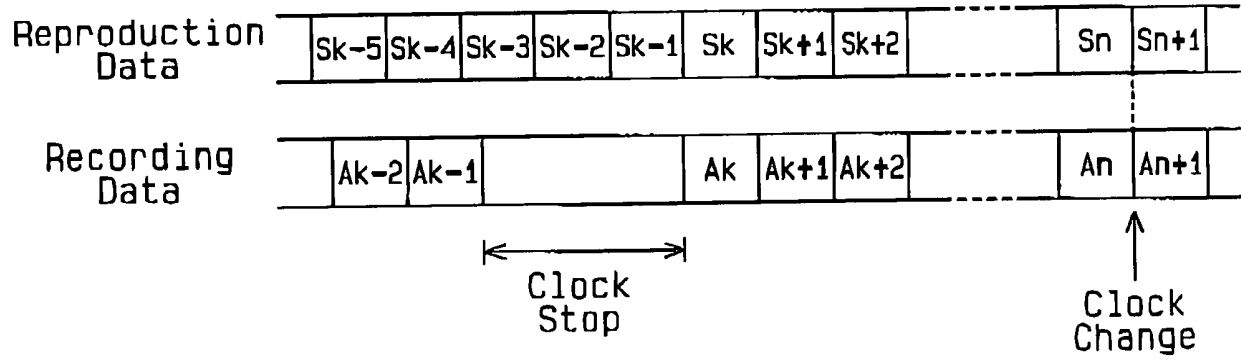 Reproduction
Data
Sk-5 Sk-4 Sk-3 Sk-2 Sk-1 Sk Sk+1 Sk+2 Sn Sn+1
Recording
Data
Ak-2 Ak-1 Ak Ak+1 Ak+2 An An+1
Clock
Stop
Clock
Change